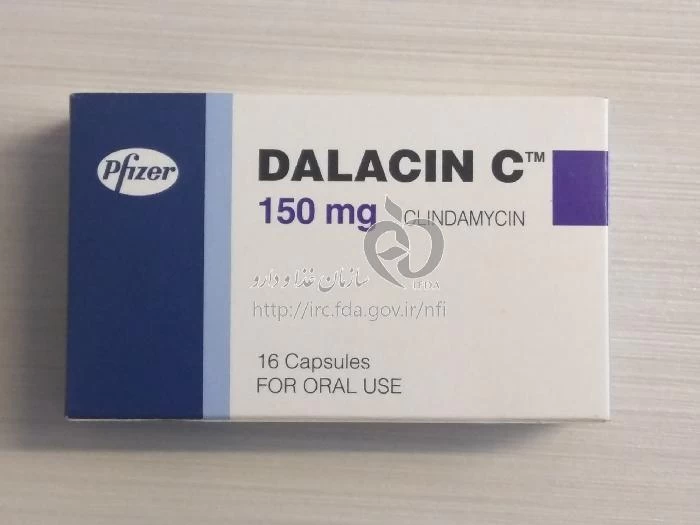 Pfizer
DALACIN C™
150 mg CLINDAMYCIN
سازمان غذا و دارو
IFDA
http://irc.fda.gov.ir/nfi
16 Capsules
FOR ORAL USE